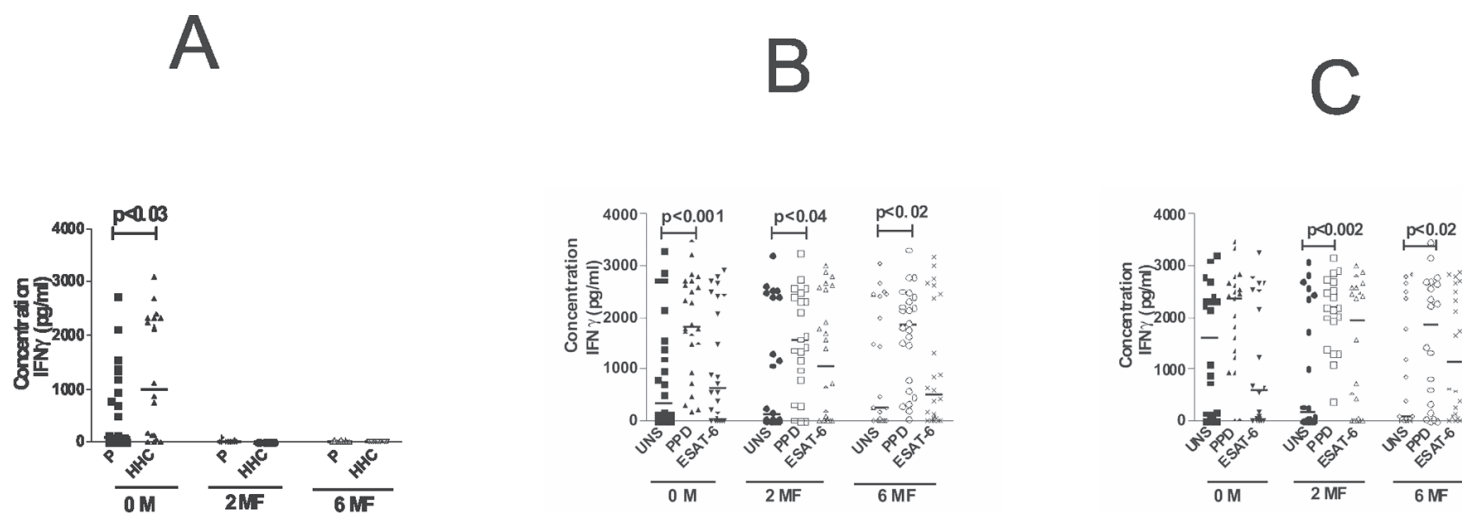 A
B
C
p<0.03
4000
3000
2000
1000
0
Concentration
IFNγ (pg/ml)
P
HHC
P
HHC
P
HHC
0 M
2 MF
6 MF
p<0.001
p<0.04
p<0.02
4000
3000
2000
1000
0
Concentration
IFNγ (pg/ml)
UNS
PPD
ESAT-6
UNS
PPD
ESAT-6
UNS
PPD
ESAT-6
0 M
2 MF
6 MF
p<0.002
p<0.02
4000
3000
2000
1000
0
Concentration
IFNγ (pg/ml)
UNS
PPD
ESAT-6
UNS
PPD
ESAT-6
UNS
PPD
ESAT-6
0 M
2 MF
6 MF